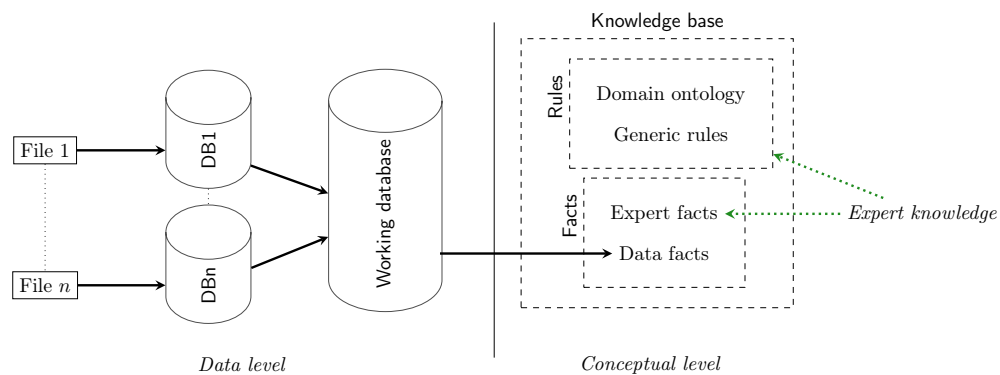 Knowledge base
Rules
Domain ontology
Generic rules
File 1
DB1
Working database
Facts
Expert facts
Expert knowledge
Data facts
File n
DBn
Data level
Conceptual level